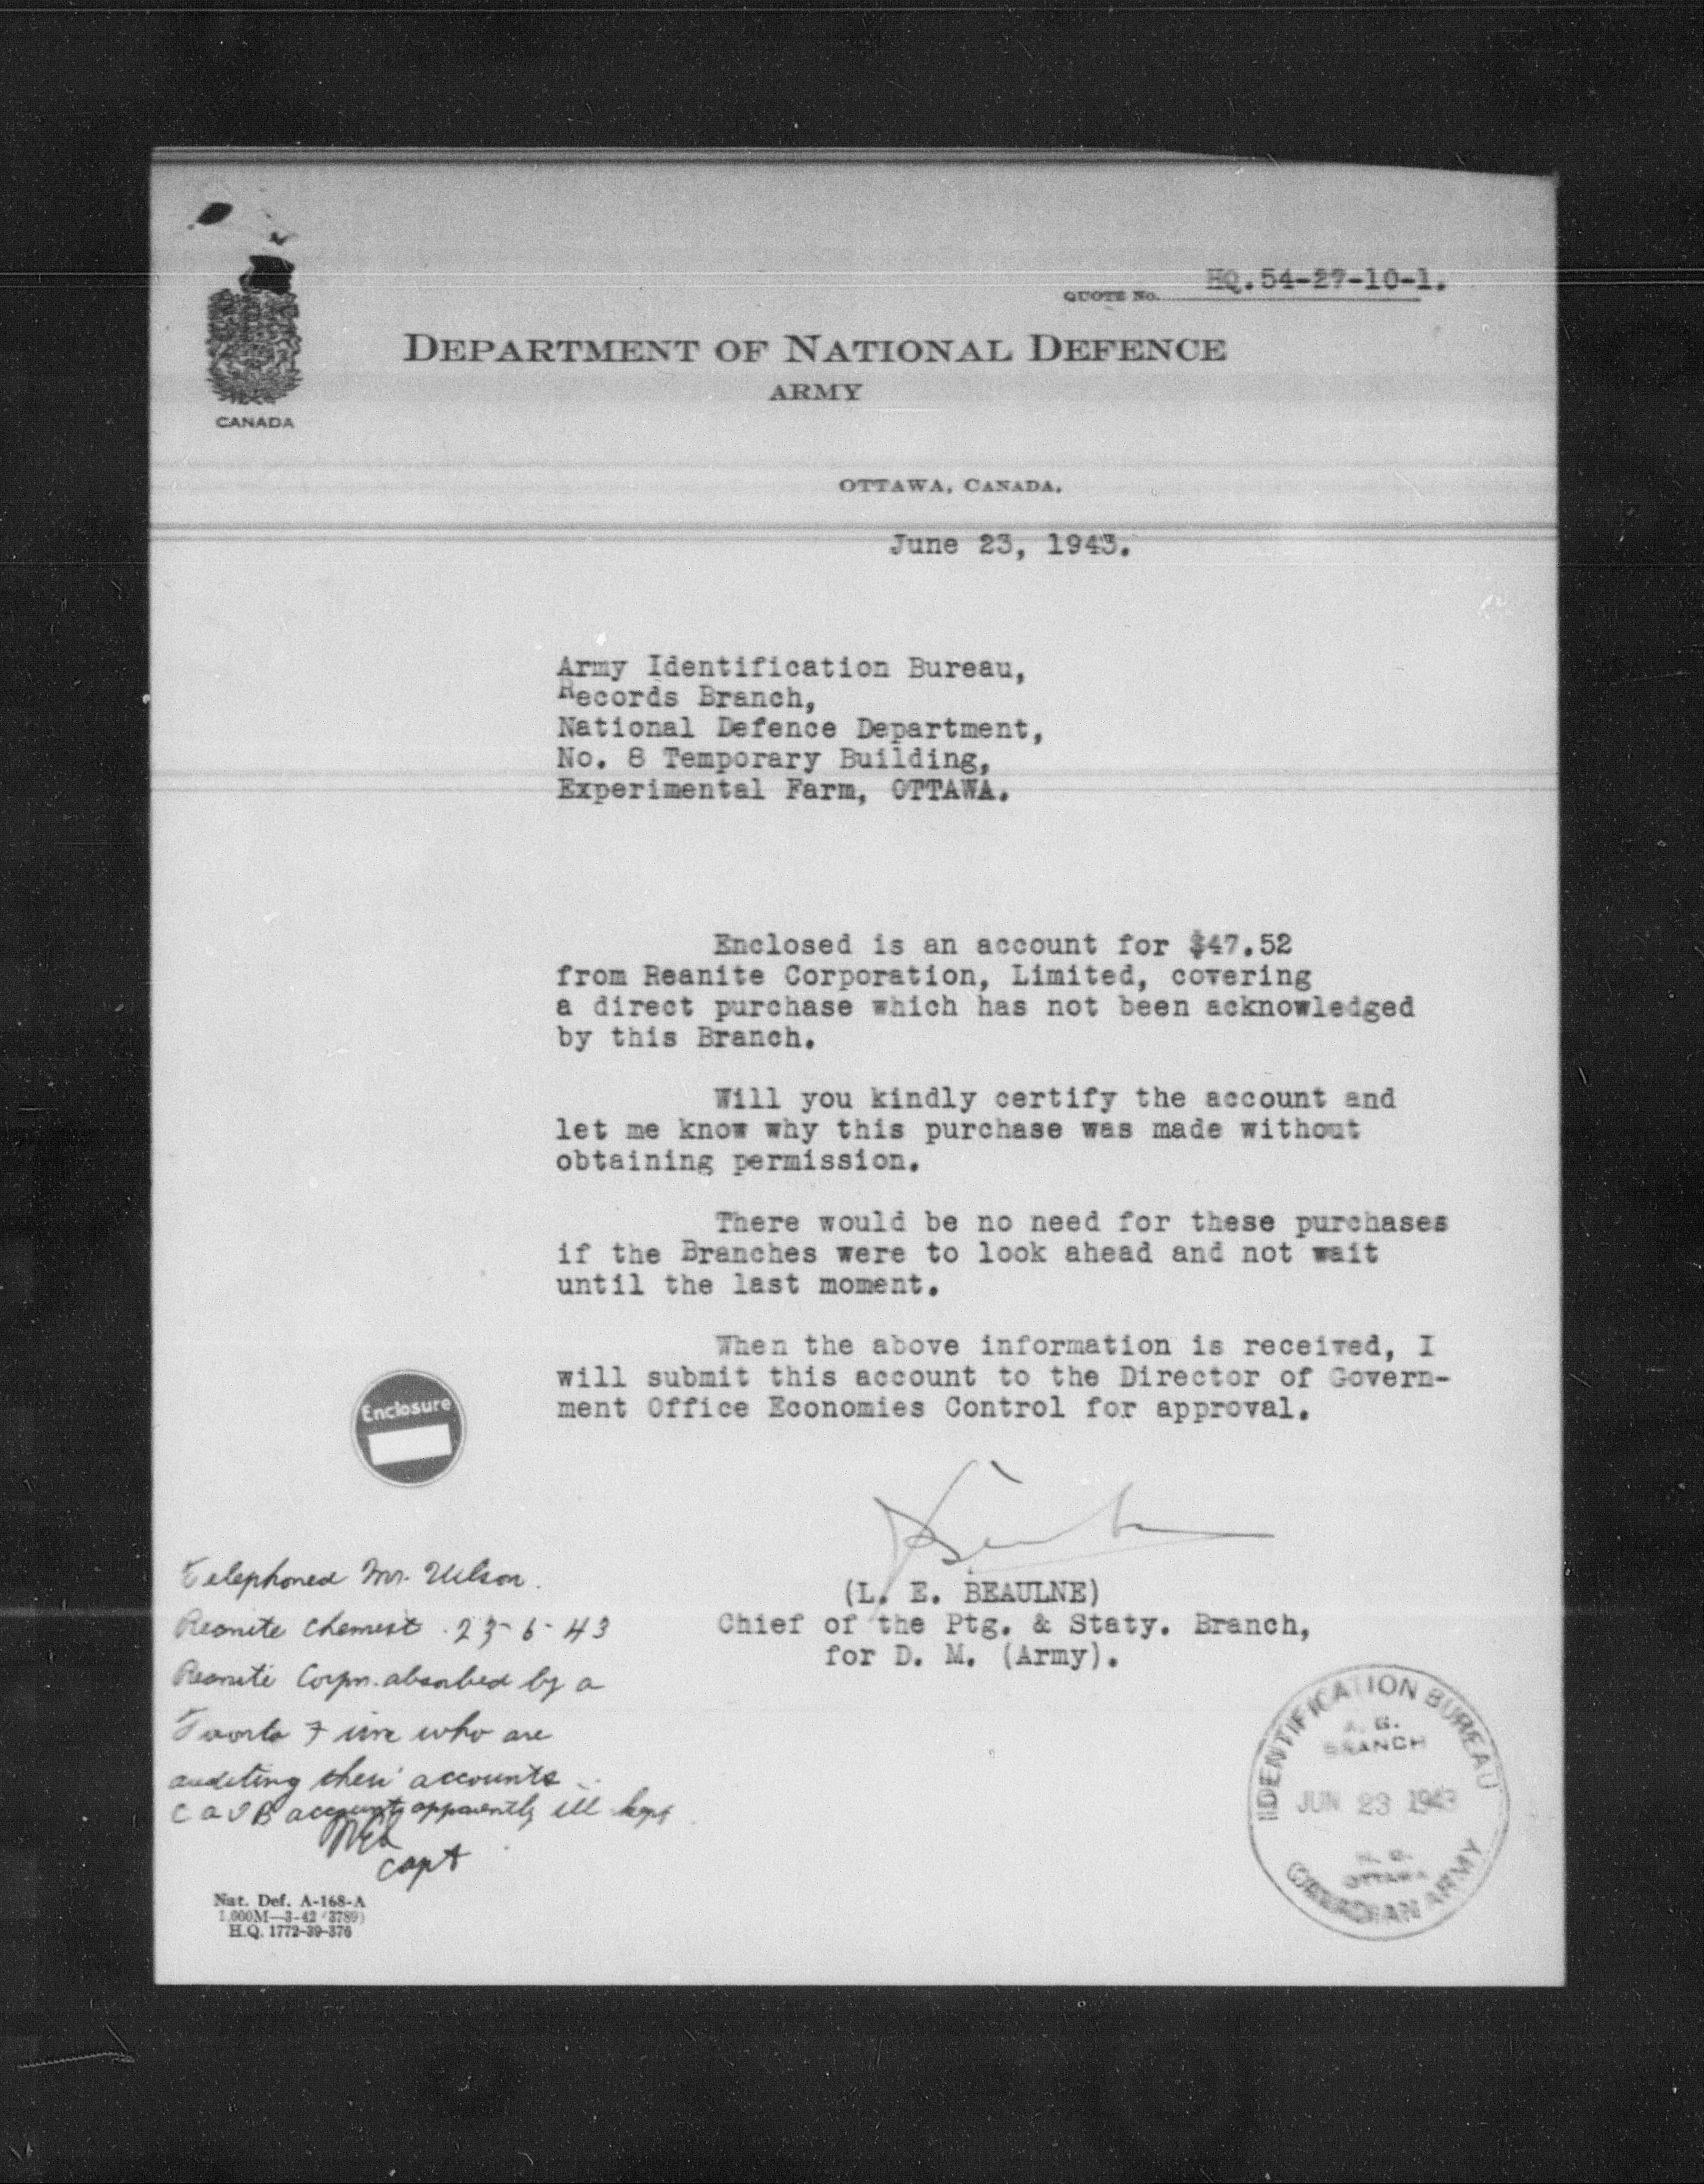 HQ.54-27-10-1.
QUOTE No.
DEPARTMENT OF NATIONAL DEFENCE
ARMY
CANADA
OTTAWA, CANADA,
June 23, 1943.
Army Identification Bureau,
Records Branch,
National Defence Department,
No. 8 Temporary Building,
Experimental Farm, OTTAWA.
Enclosed is an account for $47.52
from Reanite Corporation, Limited, covering
a direct purchase which has not been acknowledged
by this Branch.
Will you kindly certify the account and
let me know why this purchase was made without
obtaining permission.
There would be no need for these purchases
if the Branches were to look ahead and not wait
until the last moment.
When the above information is received, I
will submit this account to the Director of Govern-
ment Office Economies Control for approval.
Enclosure
(L. E. BEAULNE)
Chief of the Ptg. & Staty. Branch,
for D. M. (Army).
Telephoned Mr. Wilson.
Reanite Chemist. 23-6-43
Reanite Corpn. absorbed by a
Toronto Firm who are
auditing their accounts
accounts apparently ill kept
Capt
IDENTIFICATION BUREAU
A. G.
BRANCH
JUN 23 1943
OTTAWA
CANADIAN ARMY
Nat. Def. A-168-A
1,000M—3-42 (3789)
H.Q. 1772-39-376